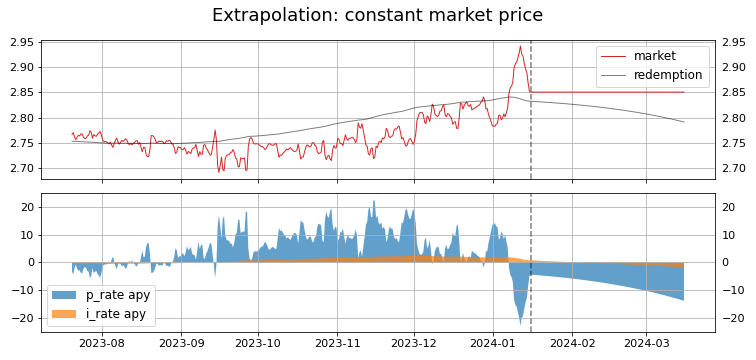 Extrapolation: constant market price
2.95 2.95
2.90 2.90
2.85 2.85
2.80 2.80
2.75 2.75
2.70 2.70
market
redemption
20 20
10 10
0 0
−10 −10
−20 −20
p_rate apy
i_rate apy
2023-08 2023-09 2023-10 2023-11 2023-12 2024-01 2024-02 2024-03